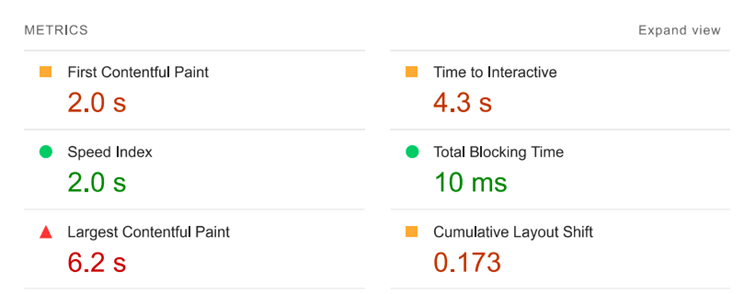 METRICS
Expand view
First Contentful Paint
2.0 s
Time to Interactive
4.3 s
Speed Index
2.0 s
Total Blocking Time
10 ms
Largest Contentful Paint
6.2 s
Cumulative Layout Shift
0.173